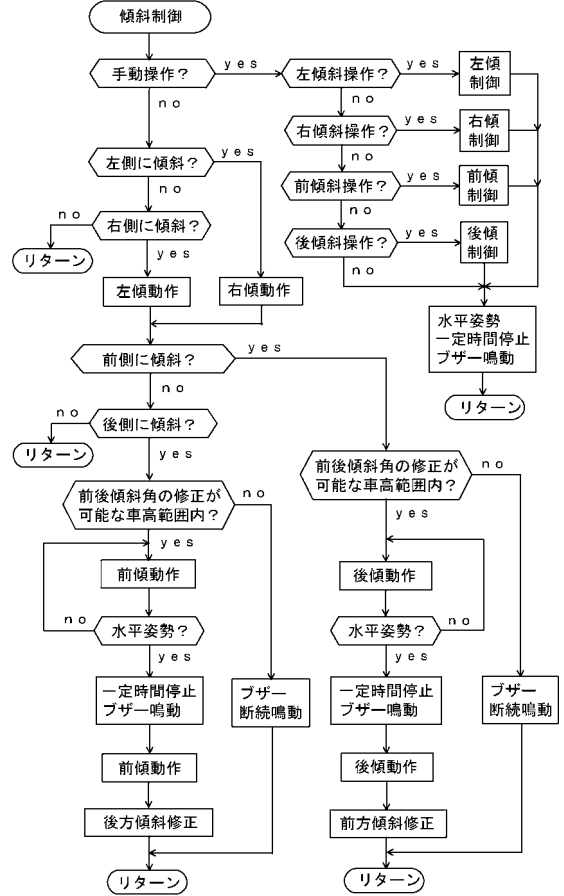 傾斜制御
手動操作？
yes
左傾斜操作？
yes
左傾
制御
no
no
右傾斜操作？
yes
右傾
制御
左側に傾斜？
yes
no
no
前傾斜操作？
yes
前傾
制御
no
右側に傾斜？
no
後傾斜操作？
yes
後傾
制御
リターン
yes
no
左傾動作
右傾動作
水平姿勢
一定時間停止
ブザー鳴動
前側に傾斜？
yes
no
リターン
no
後側に傾斜？
リターン
yes
前後傾斜角の修正が
可能な車高範囲内？
no
前後傾斜角の修正が
可能な車高範囲内？
no
yes
yes
前傾動作
後傾動作
no
水平姿勢？
水平姿勢？
no
yes
yes
一定時間停止
ブザー鳴動
ブザー
断続鳴動
一定時間停止
ブザー鳴動
ブザー
断続鳴動
前傾動作
後傾動作
後方傾斜修正
前方傾斜修正
リターン
リターン